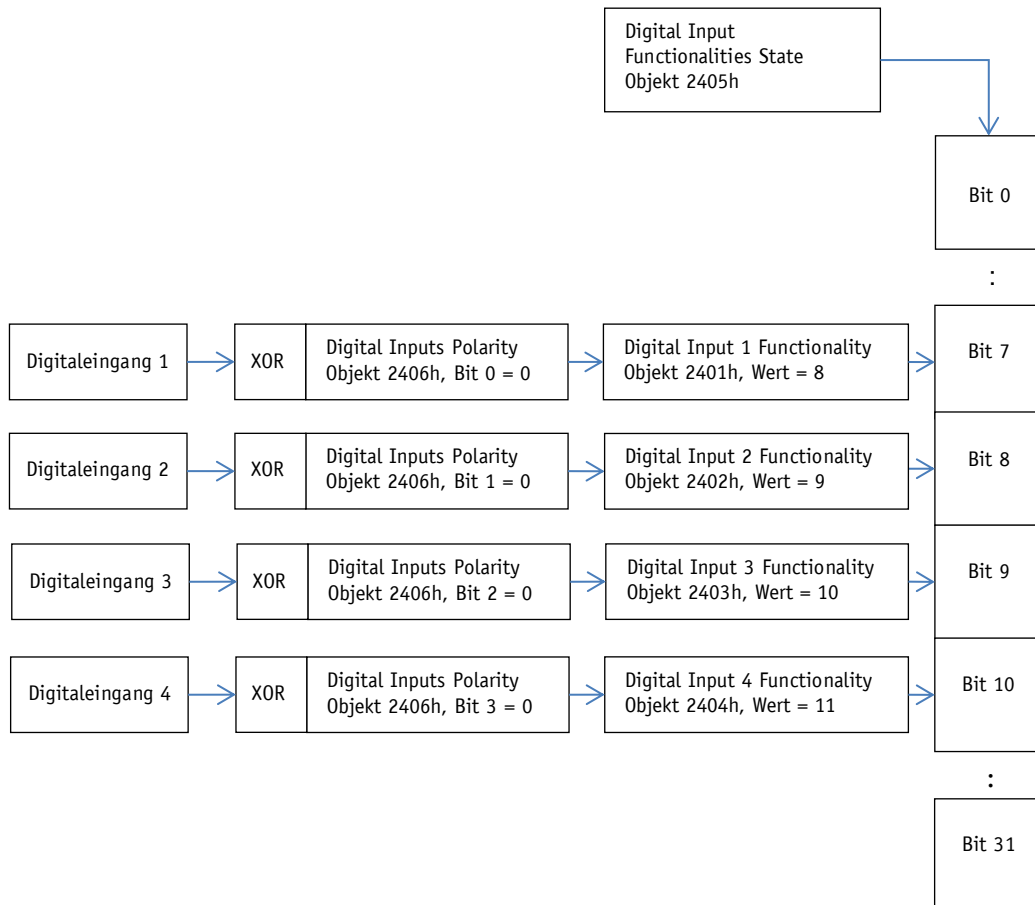 Digital Input
Functionalities State
Objekt 2405h
Bit 0
:
Digitaleingang 1
XOR
Digital Inputs Polarity
Objekt 2406h, Bit 0 = 0
Digital Input 1 Functionality
Objekt 2401h, Wert = 8
Bit 7
Digitaleingang 2
XOR
Digital Inputs Polarity
Objekt 2406h, Bit 1 = 0
Digital Input 2 Functionality
Objekt 2402h, Wert = 9
Bit 8
Digitaleingang 3
XOR
Digital Inputs Polarity
Objekt 2406h, Bit 2 = 0
Digital Input 3 Functionality
Objekt 2403h, Wert = 10
Bit 9
Digitaleingang 4
XOR
Digital Inputs Polarity
Objekt 2406h, Bit 3 = 0
Digital Input 4 Functionality
Objekt 2404h, Wert = 11
Bit 10
:
Bit 31